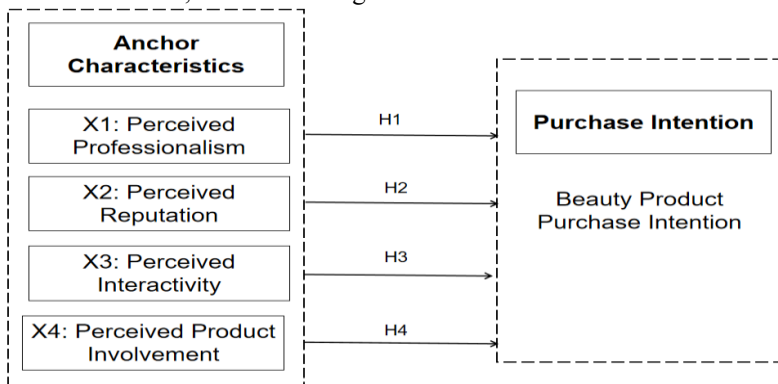 Anchor
Characteristics
X1: Perceived
Professionalism
X2: Perceived
Reputation
X3: Perceived
Interactivity
X4: Perceived Product
Involvement
H1
H2
H3
H4
Purchase Intention
Beauty Product
Purchase Intention